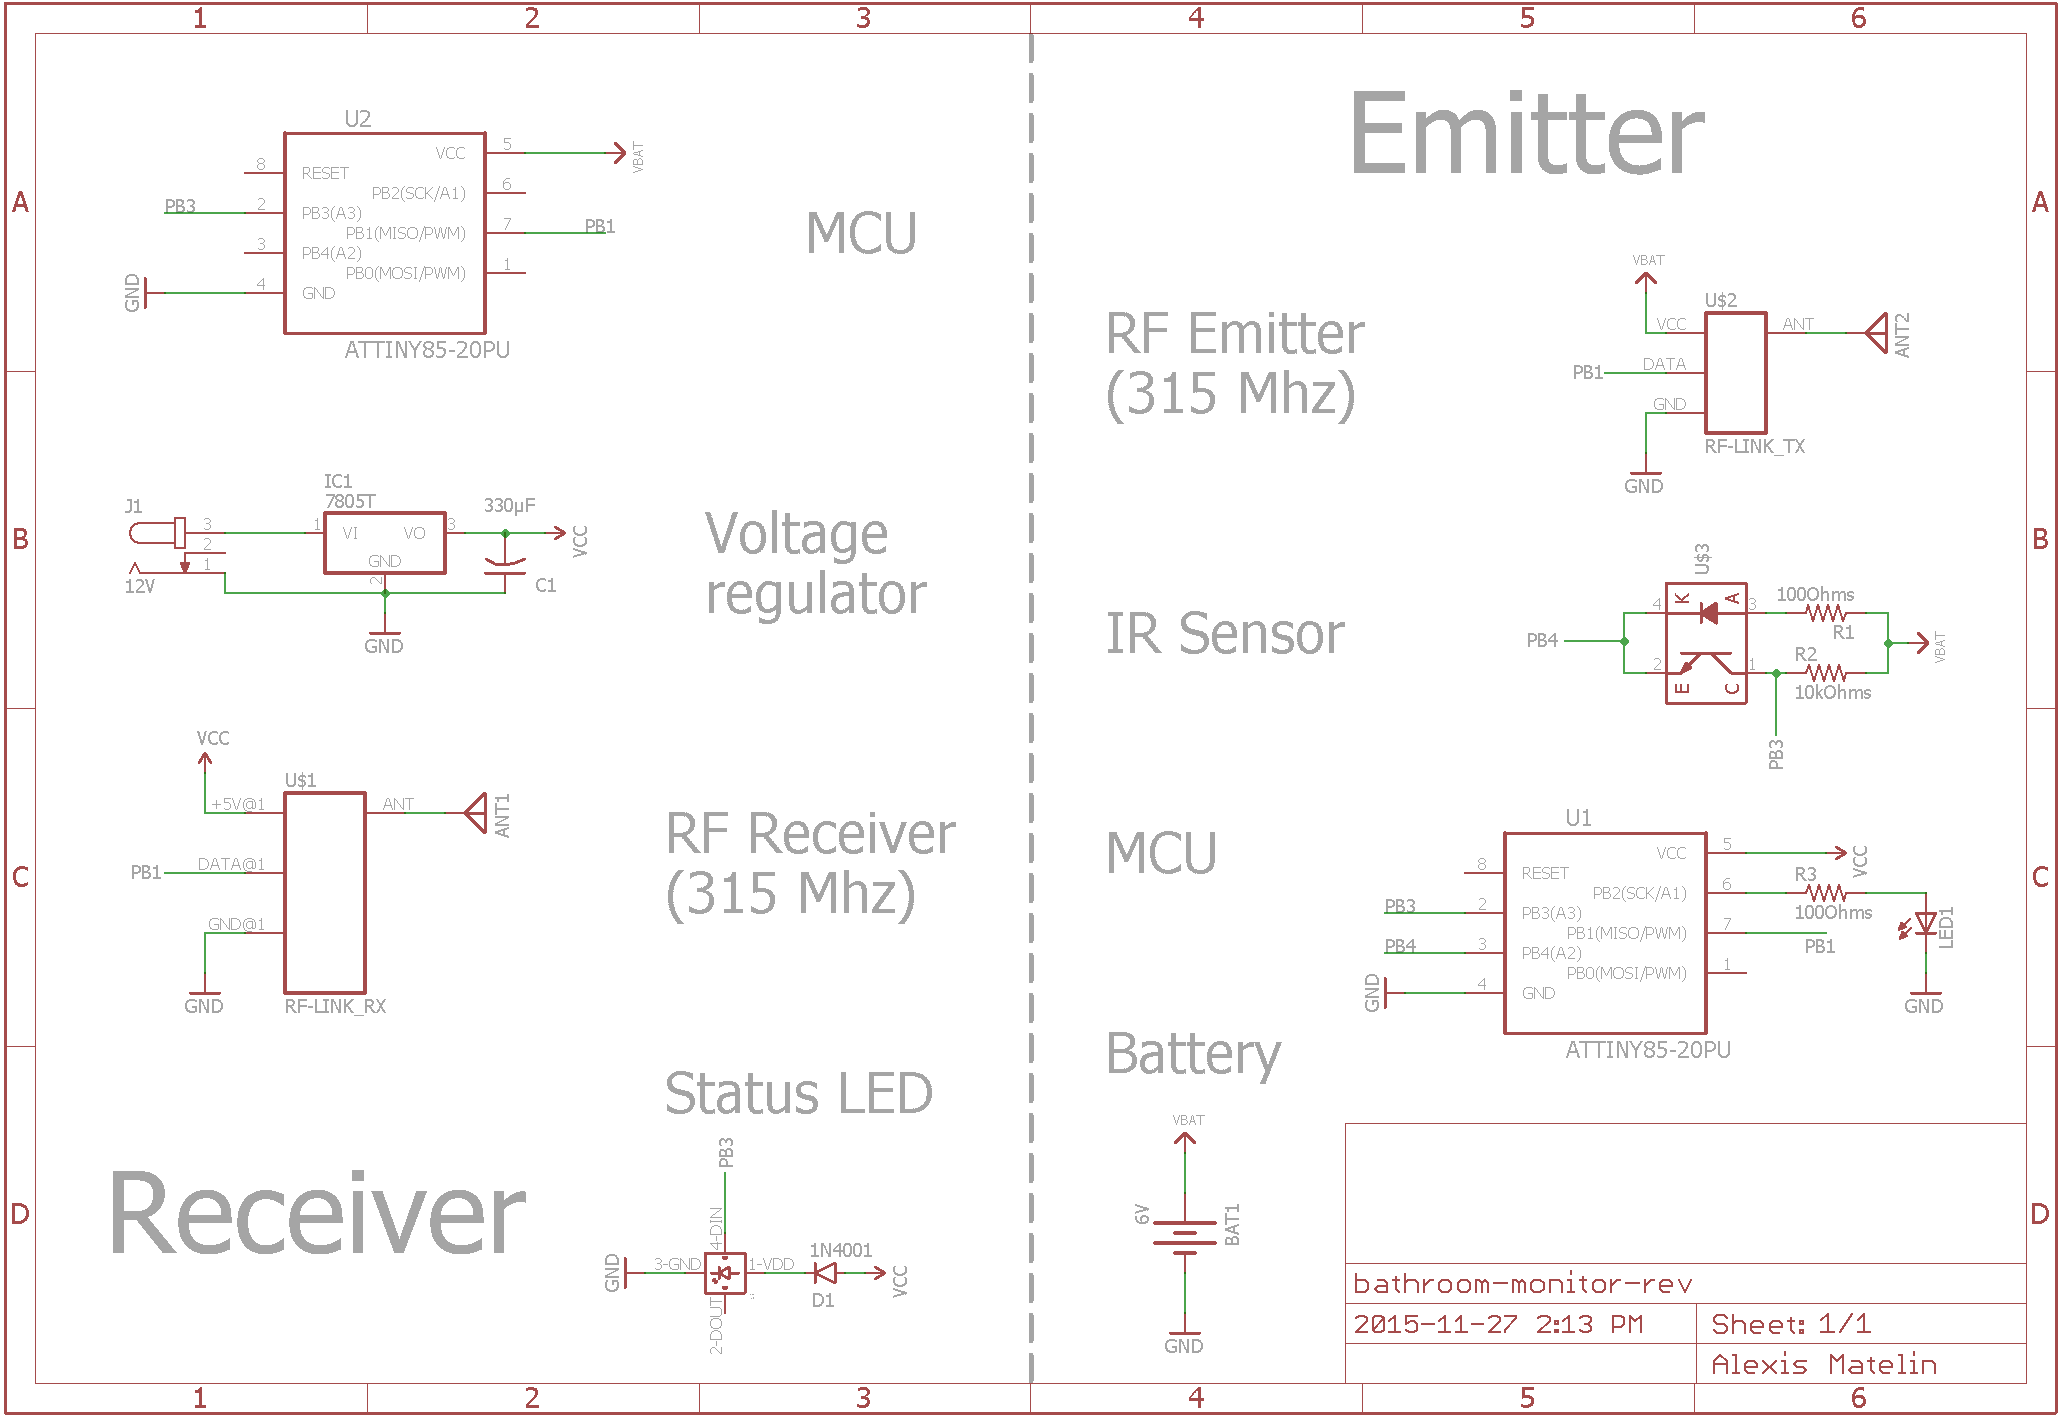 1 2 3 4 5 6
A
B
C
D
Receiver
MCU
U2
8 RESET
2 PB3(A3)
3 PB4(A2)
4 GND
VCC 5
PB2(SCK/A1) 6
PB1(MISO/PWM) 7
PB0(MOSI/PWM) 1
PB3
GND
VBAT
PB1
ATTINY85-20PU
Voltage
regulator
J1
3
2
1
12V
IC1
7805T
1 VI VO 3
GND
2
330µF
C1
VCC
GND
RF Receiver
(315 Mhz)
VCC
U$1
+5V@1
DATA@1
GND@1
PB1
ANT
ANT1
GND
RF-LINK_RX
Status LED
PB3
4-DIN
3-GND
1-VDD
2-DOUT
GND
1N4001
D1
VCC
Emitter
RF Emitter
(315 Mhz)
VBAT
U$2
VCC
DATA
GND
PB1
ANT
ANT2
GND
RF-LINK_TX
IR Sensor
U$3
4 K A 3
2 E C 1
PB4
100Ohms
R1
R2
10kOhms
VBAT
PB3
MCU
U1
8 RESET
2 PB3(A3)
3 PB4(A2)
4 GND
VCC 5
PB2(SCK/A1) 6
PB1(MISO/PWM) 7
PB0(MOSI/PWM) 1
PB3
PB4
GND
VCC
R3
100Ohms
PB1
LED1
GND
ATTINY85-20PU
Battery
VBAT
6V
BAT1
GND
bathroom-monitor-rev
2015-11-27 2:13 PM
Sheet: 1/1
Alexis Matelin
A
B
C
D
1 2 3 4 5 6